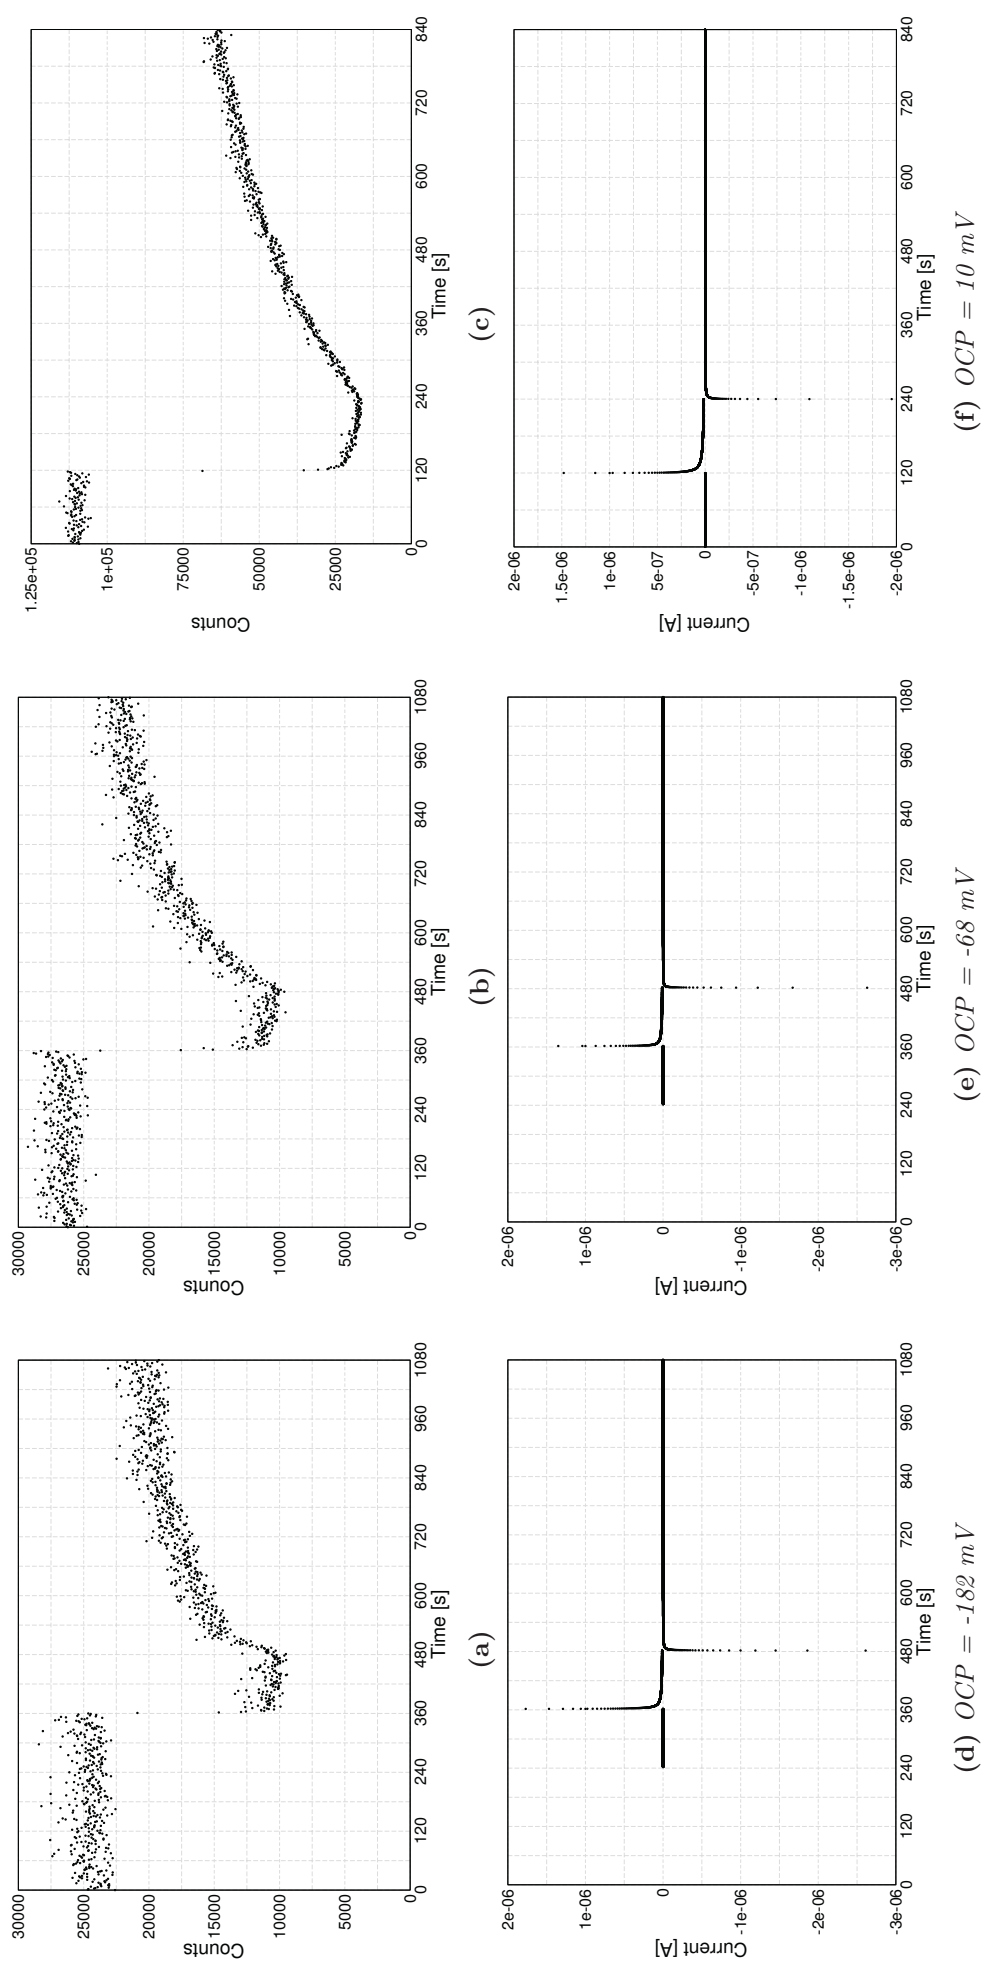 30000
25000
20000
15000
10000
5000
0
Counts
0 120 240 360 480 600 720 840 960 1080
Time [s]
(a)
30000
25000
20000
15000
10000
5000
0
Counts
0 120 240 360 480 600 720 840 960 1080
Time [s]
(b)
1.25e+05
1e+05
75000
50000
25000
0
Counts
0 120 240 360 480 600 720 840
Time [s]
(c)
2e-06
1e-06
0
-1e-06
-2e-06
-3e-06
Current [A]
0 120 240 360 480 600 720 840 960 1080
Time [s]
(d) OCP = -182 mV
2e-06
1e-06
0
-1e-06
-2e-06
-3e-06
Current [A]
0 120 240 360 480 600 720 840 960 1080
Time [s]
(e) OCP = -68 mV
2e-06
1.5e-06
1e-06
5e-07
0
-5e-07
-1e-06
-1.5e-06
-2e-06
Current [A]
0 120 240 360 480 600 720 840
Time [s]
(f) OCP = 10 mV